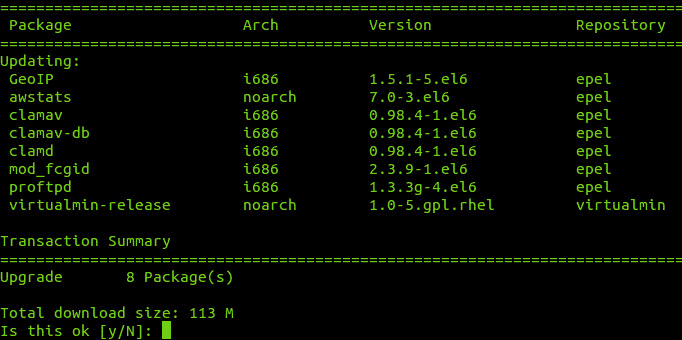 ================================================================================
Package Arch Version Repository
================================================================================
Updating:
GeoIP i686 1.5.1-5.el6 epel
awstats noarch 7.0-3.el6 epel
clamav i686 0.98.4-1.el6 epel
clamav-db i686 0.98.4-1.el6 epel
clamd i686 0.98.4-1.el6 epel
mod_fcgid i686 2.3.9-1.el6 epel
proftpd i686 1.3.3g-4.el6 epel
virtualmin-release noarch 1.0-5.gpl.rhel virtualmin
Transaction Summary
================================================================================
Upgrade 8 Package(s)
Total download size: 113 M
Is this ok [y/N]: